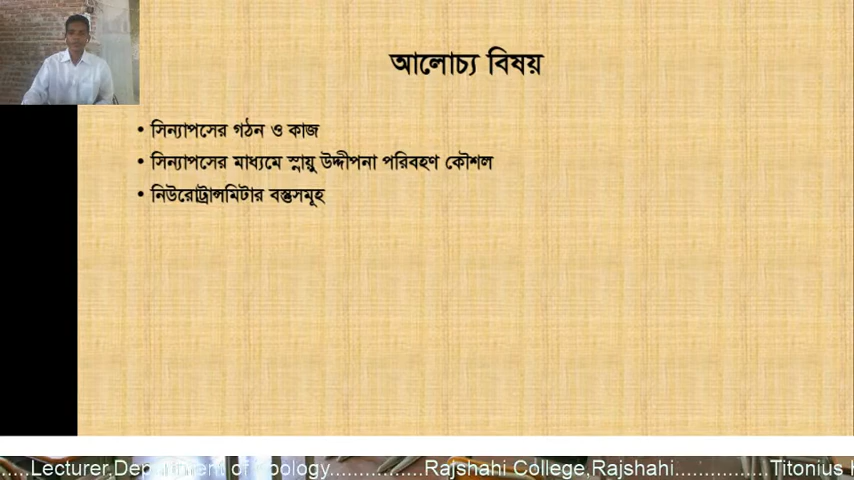 আলোচ্য বিষয়
• সিন্যাপসের গঠন ও কাজ
• সিন্যাপসের মাধ্যমে স্নায়ু উদ্দীপনা পরিবহণ কৌশল
• নিউরোট্রান্সমিটার বস্তুসমূহ
.....Lecturer,Department of Zoology................Rajshahi College,Rajshahi................Titonius